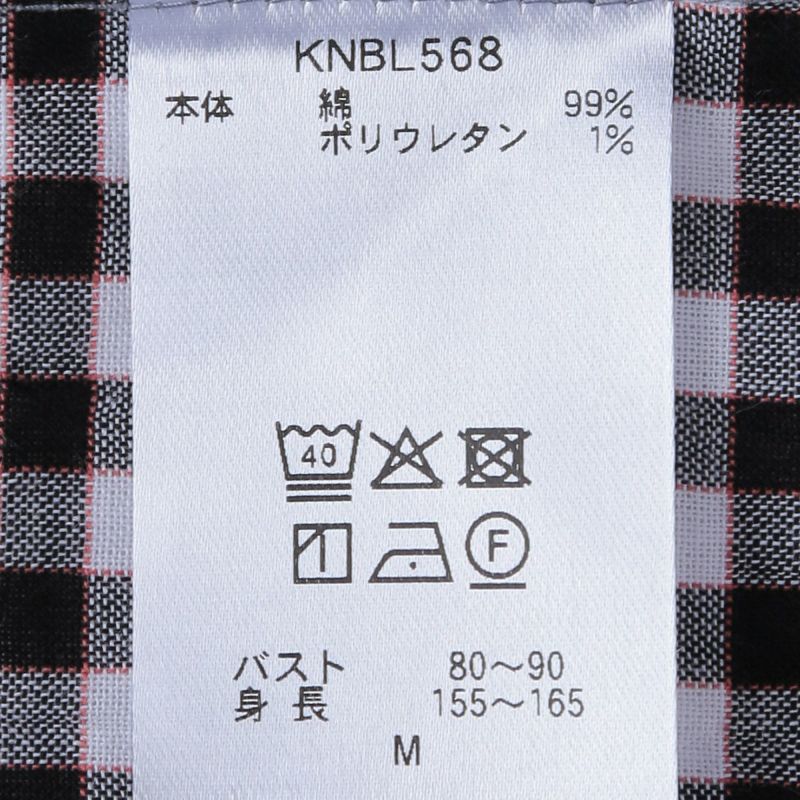 KNBL568
本体 綿 99%
ポリウレタン 1%
40
F
バスト 80～90
身長 155～165
M